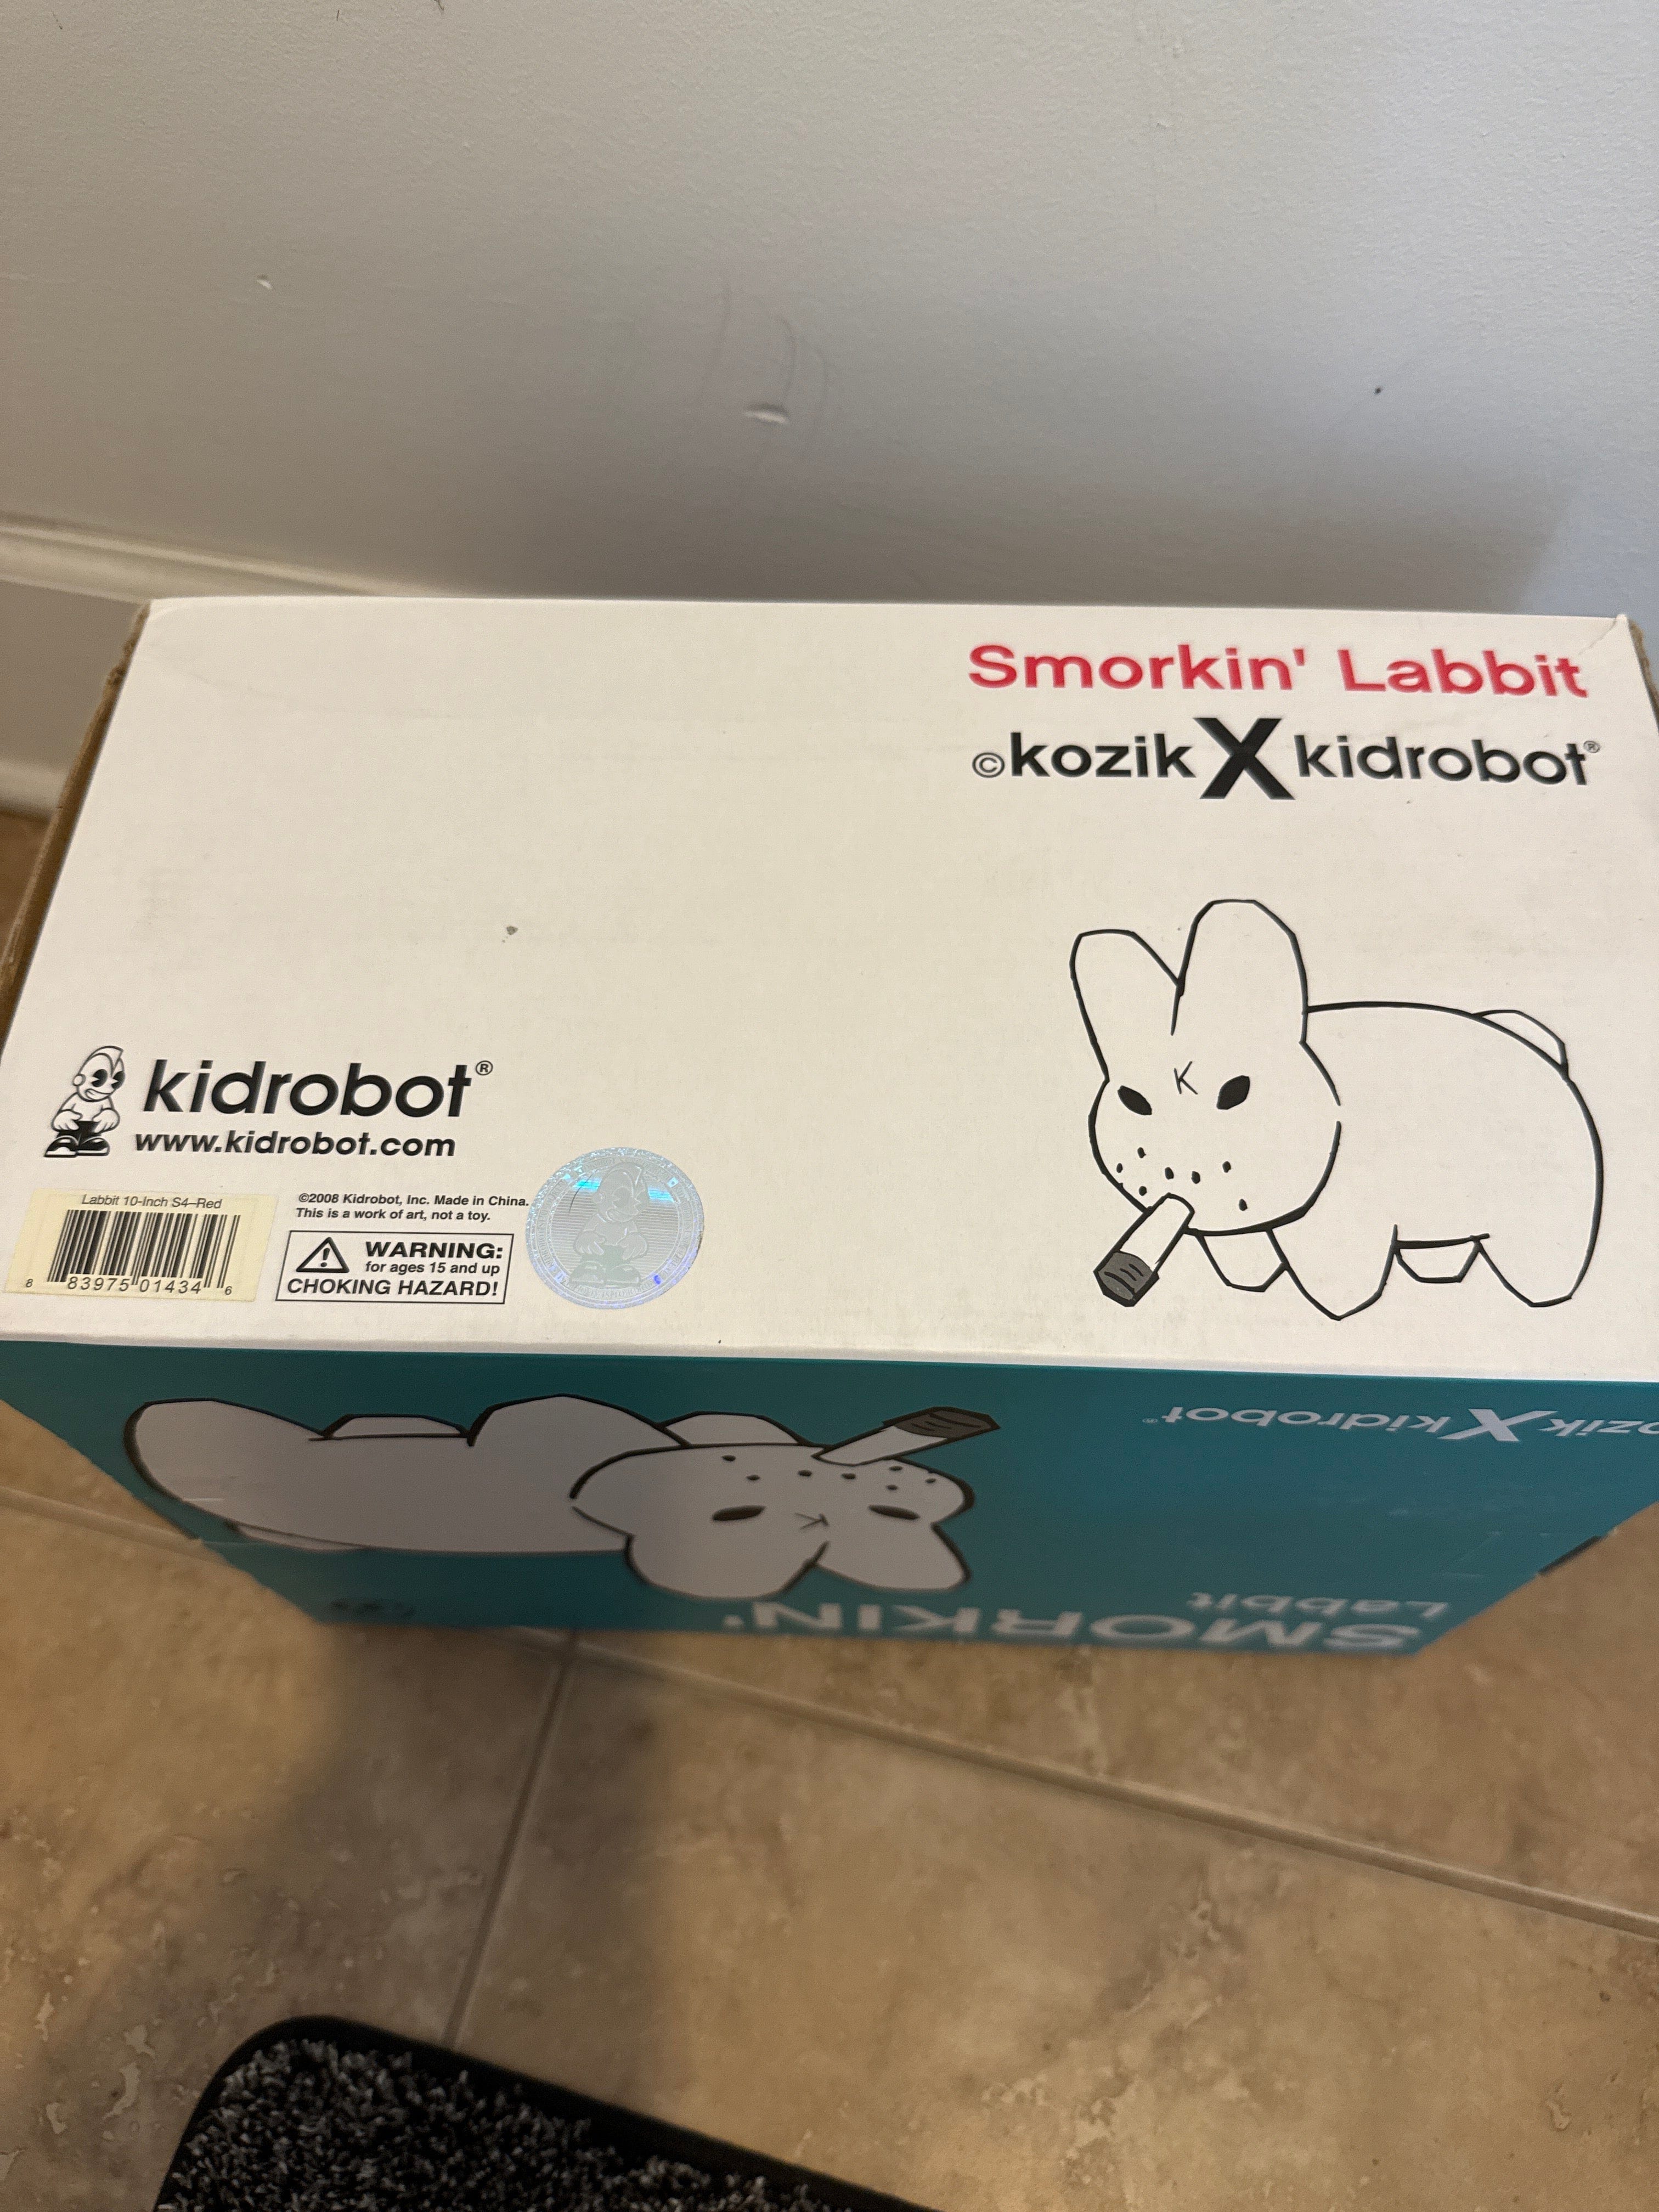 Smorkin' Labbit
©kozik X kidrobot®
K
kidrobot®
www.kidrobot.com
Labbit 10-Inch S4–Red
8 83975 01434 6
©2008 Kidrobot, Inc. Made in China.
This is a work of art, not a toy.
WARNING:
for ages 15 and up
CHOKING HAZARD!
ozik X kidrobot®
K
SMORKIN'
Labbit